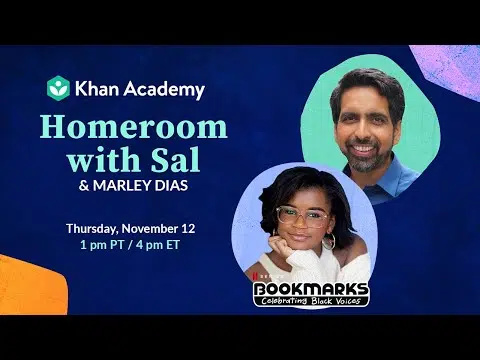 Khan Academy
Homeroom
with Sal
& MARLEY DIAS
Thursday, November 12
1 pm PT / 4 pm ET
BOOKMARKS
Celebrating Black Voices